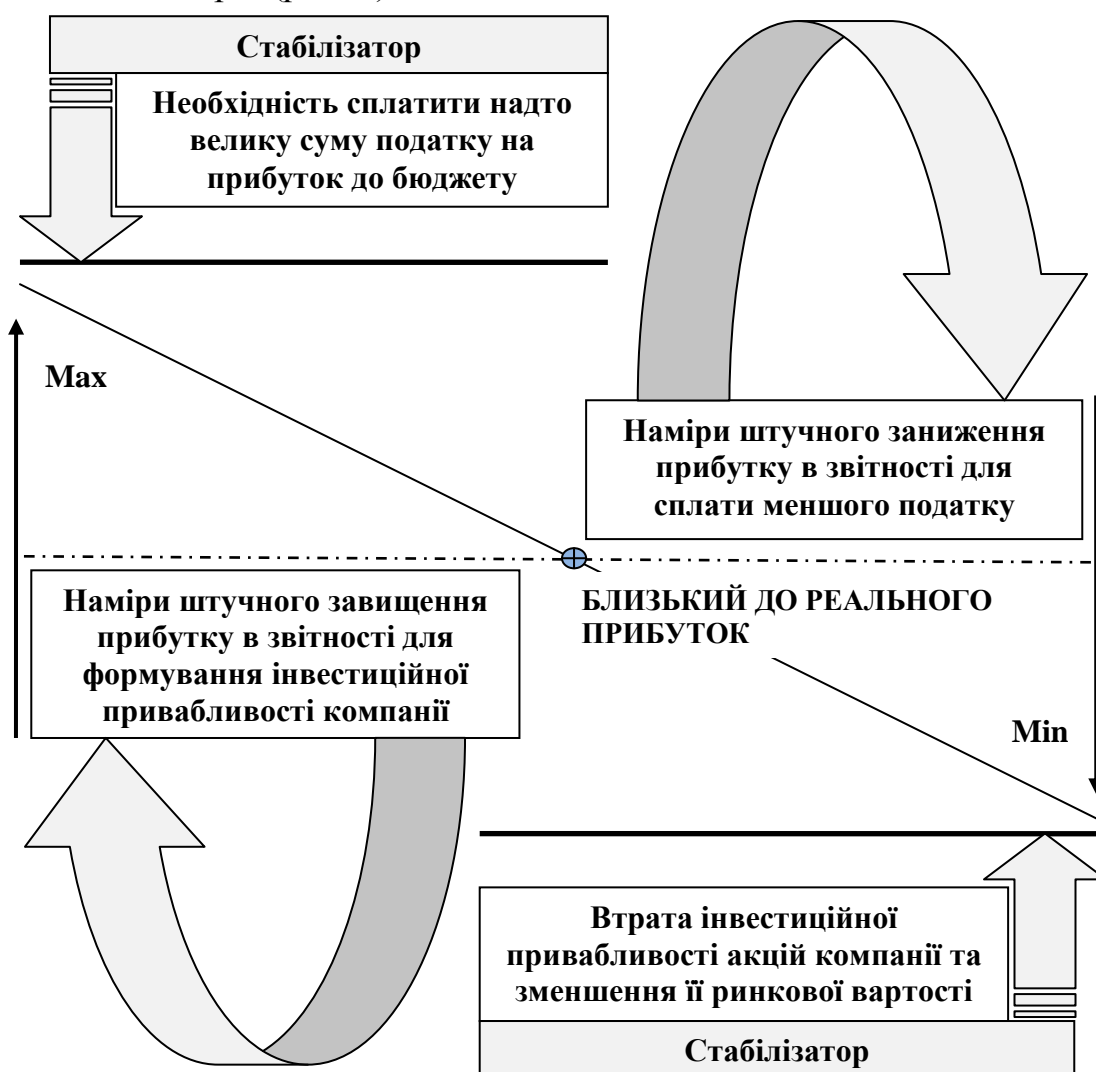 Стабілізатор
Необхідність сплатити надто
велику суму податку на
прибуток до бюджету
Max
Наміри штучного заниження
прибутку в звітності для
сплати меншого податку
Наміри штучного завищення
прибутку в звітності для
формування інвестиційної
привабливості компанії
БЛИЗЬКИЙ ДО РЕАЛЬНОГО
ПРИБУТОК
Min
Втрата інвестиційної
привабливості акцій компанії та
зменшення її ринкової вартості
Стабілізатор